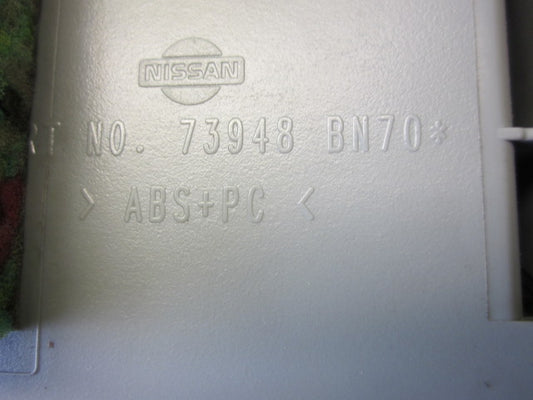 NISSAN
RT NO. 73948 BN70*
> ABS+PC <